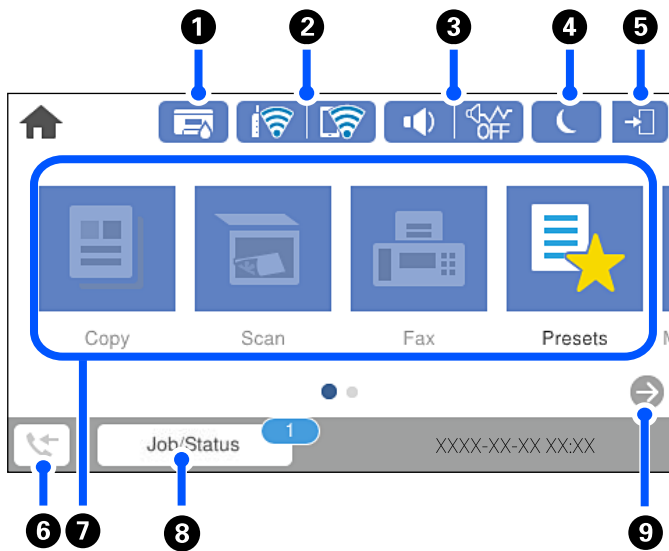 1 2 3 4 5
OFF
Copy Scan Fax Presets
Job/Status 1 XXXX-XX-XX XX:XX
6 7 8 9